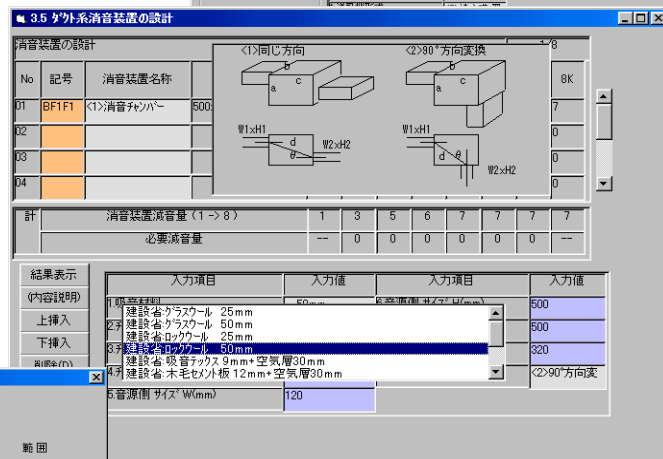 3.5 ダクト系消音装置の設計
消音装置の設計
/8
<1>同じ方向
<2>90°方向変換
b
a
c
b
a
c
W1×H1
d
θ
W2×H2
W1×H1
d
θ
W2×H2
No
記号
消音装置名称
8K
01
BF1F1
<1>消音チャンバー
500
7
02
0
03
0
04
0
計
消音装置減音量(1->8)
1
3
5
6
7
7
7
7
必要減音量
--
0
0
0
0
0
0
--
結果表示
(内容説明)
上挿入
下挿入
削除(D)
入力項目
入力値
入力項目
入力値
1.吸音材料
50mm
6.音源側 サイズ H(mm)
500
建設省:グラスウール 25mm
2.チ
建設省:グラスウール 50mm
500
建設省:ロックウール 25mm
3.チ
建設省:ロックウール 50mm
320
建設省:吸音テックス 9mm+空気層30mm
4.チ
建設省:木毛セメント板 12mm+空気層30mm
<2>90°方向変
5.音源側 サイズ W(mm)
120
範囲